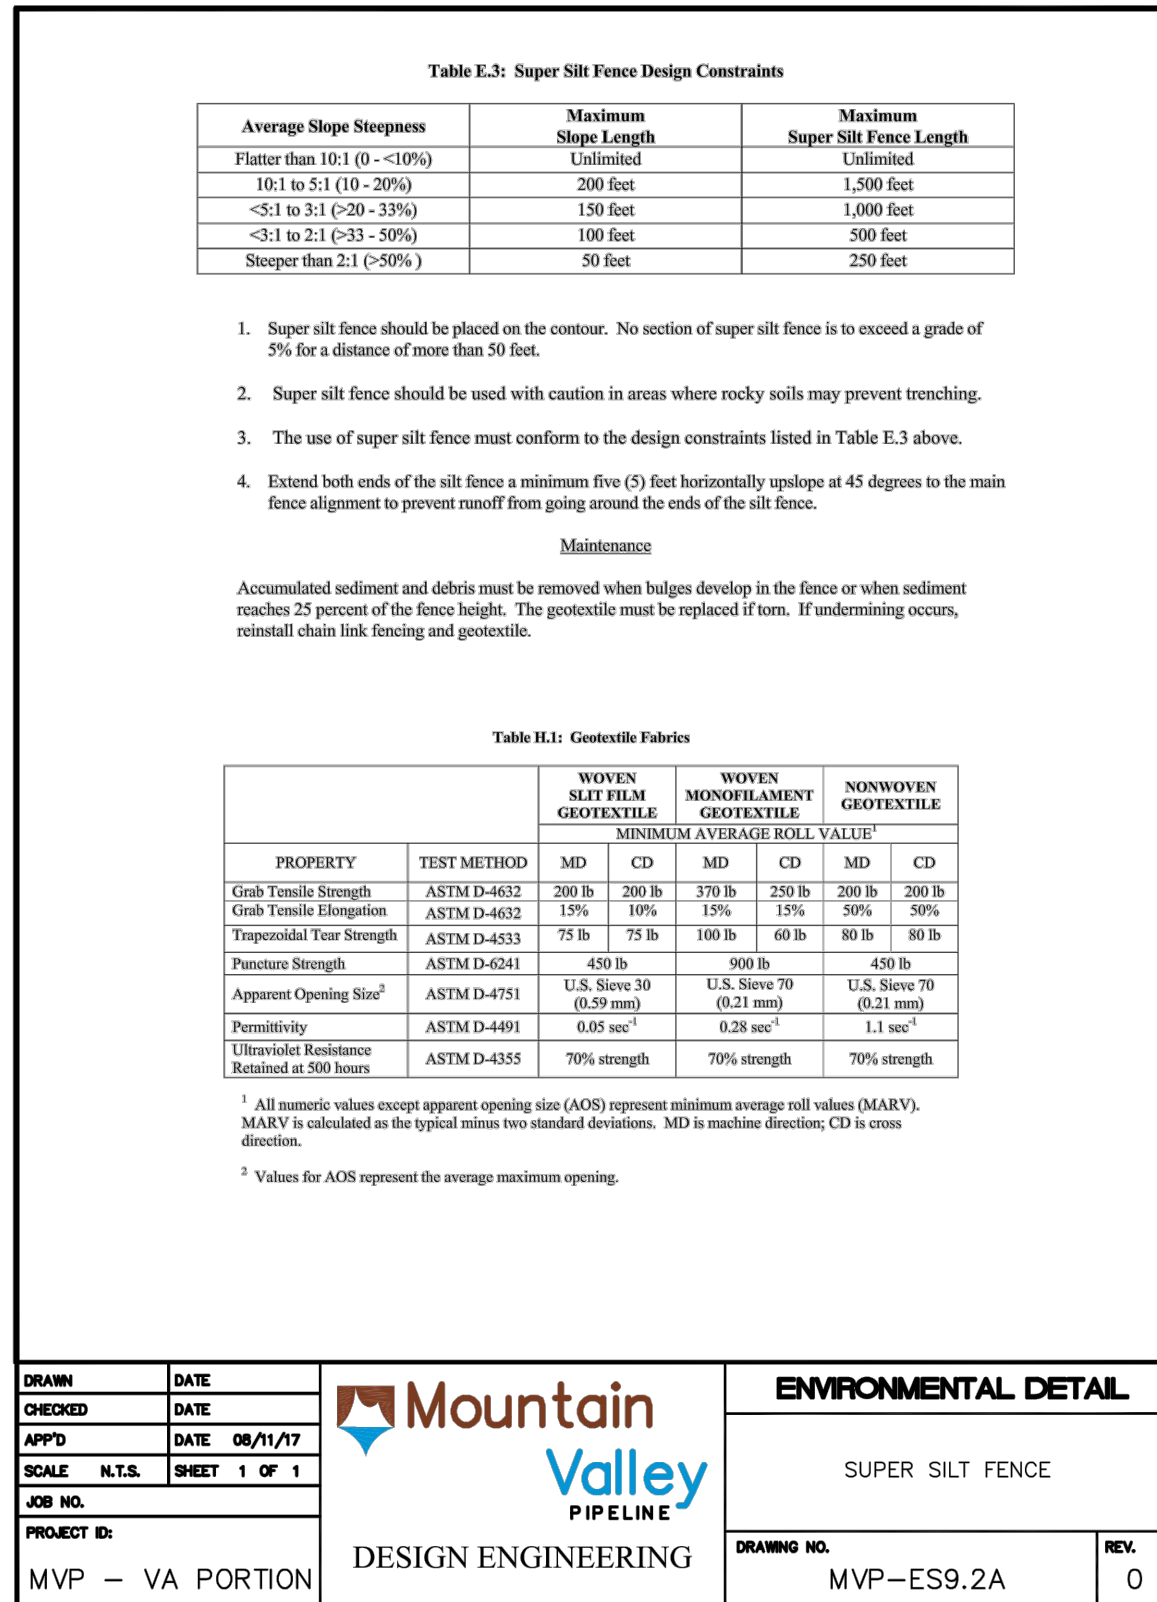 Table E.3:  Super Silt Fence Design Constraints
Average Slope Steepness | Maximum Slope Length | Maximum Super Silt Fence Length
Flatter than 10:1 (0 - <10%) | Unlimited | Unlimited
10:1 to 5:1 (10 - 20%) | 200 feet | 1,500 feet
<5:1 to 3:1 (>20 - 33%) | 150 feet | 1,000 feet
<3:1 to 2:1 (>33 - 50%) | 100 feet | 500 feet
Steeper than 2:1 (>50% ) | 50 feet | 250 feet
1. Super silt fence should be placed on the contour.  No section of super silt fence is to exceed a grade of
5% for a distance of more than 50 feet.
2. Super silt fence should be used with caution in areas where rocky soils may prevent trenching.
3. The use of super silt fence must conform to the design constraints listed in Table E.3 above.
4. Extend both ends of the silt fence a minimum five (5) feet horizontally upslope at 45 degrees to the main
fence alignment to prevent runoff from going around the ends of the silt fence.
Maintenance
Accumulated sediment and debris must be removed when bulges develop in the fence or when sediment
reaches 25 percent of the fence height.  The geotextile must be replaced if torn.  If undermining occurs,
reinstall chain link fencing and geotextile.
Table H.1:  Geotextile Fabrics
WOVEN SLIT FILM GEOTEXTILE | WOVEN MONOFILAMENT GEOTEXTILE | NONWOVEN GEOTEXTILE
MINIMUM AVERAGE ROLL VALUE¹
PROPERTY | TEST METHOD | MD | CD | MD | CD | MD | CD
Grab Tensile Strength | ASTM D-4632 | 200 lb | 200 lb | 370 lb | 250 lb | 200 lb | 200 lb
Grab Tensile Elongation | ASTM D-4632 | 15% | 10% | 15% | 15% | 50% | 50%
Trapezoidal Tear Strength | ASTM D-4533 | 75 lb | 75 lb | 100 lb | 60 lb | 80 lb | 80 lb
Puncture Strength | ASTM D-6241 | 450 lb | 900 lb | 450 lb
Apparent Opening Size² | ASTM D-4751 | U.S. Sieve 30 (0.59 mm) | U.S. Sieve 70 (0.21 mm) | U.S. Sieve 70 (0.21 mm)
Permittivity | ASTM D-4491 | 0.05 sec⁻¹ | 0.28 sec⁻¹ | 1.1 sec⁻¹
Ultraviolet Resistance Retained at 500 hours | ASTM D-4355 | 70% strength | 70% strength | 70% strength
¹ All numeric values except apparent opening size (AOS) represent minimum average roll values (MARV).
MARV is calculated as the typical minus two standard deviations.  MD is machine direction; CD is cross
direction.
² Values for AOS represent the average maximum opening.
DRAWN | DATE
CHECKED | DATE
APP'D | DATE 08/11/17
SCALE N.T.S. | SHEET 1 OF 1
JOB NO.
PROJECT ID:
MVP – VA PORTION
Mountain
Valley
PIPELINE
DESIGN ENGINEERING
ENVIRONMENTAL DETAIL
SUPER SILT FENCE
DRAWING NO.
MVP–ES9.2A
REV.
0